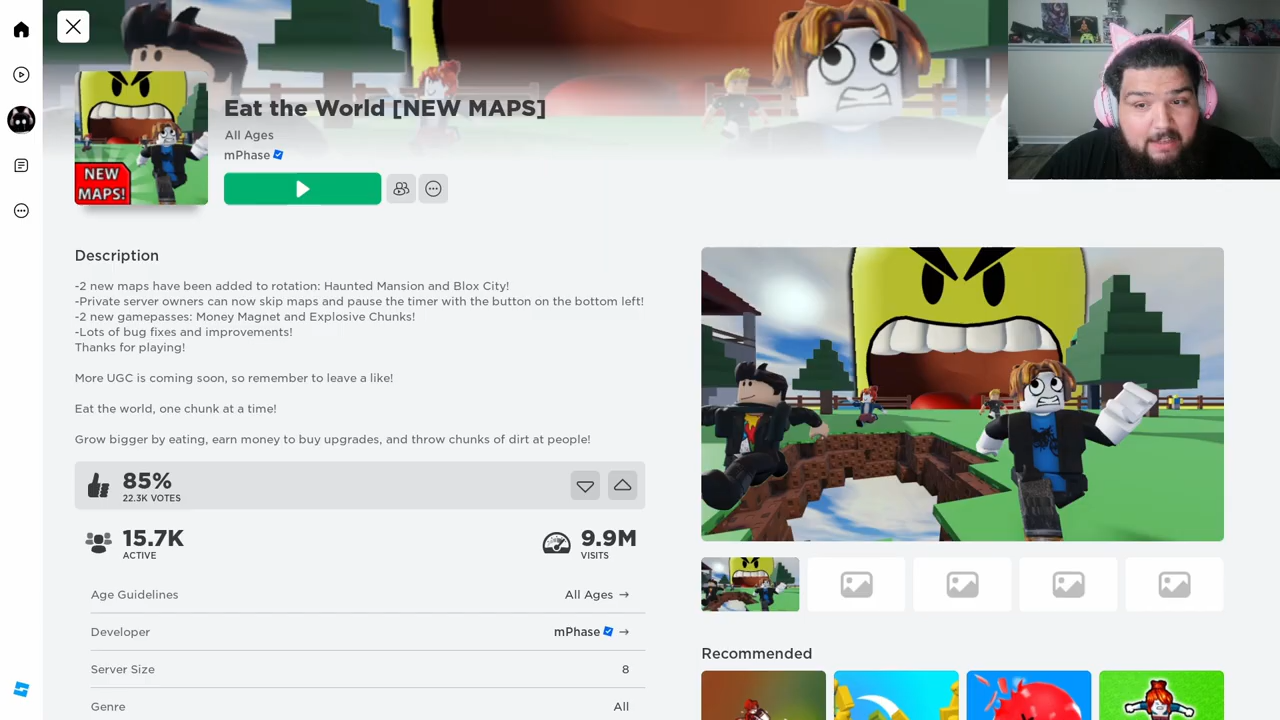 Eat the World [NEW MAPS]
All Ages
mPhase
NEW
MAPS!
Description
-2 new maps have been added to rotation: Haunted Mansion and Blox City!
-Private server owners can now skip maps and pause the timer with the button on the bottom left!
-2 new gamepasses: Money Magnet and Explosive Chunks!
-Lots of bug fixes and improvements!
Thanks for playing!
More UGC is coming soon, so remember to leave a like!
Eat the world, one chunk at a time!
Grow bigger by eating, earn money to buy upgrades, and throw chunks of dirt at people!
85%
22.3K VOTES
15.7K
ACTIVE
9.9M
VISITS
Age Guidelines
All Ages →
Developer
mPhase →
Server Size
8
Genre
All
Recommended